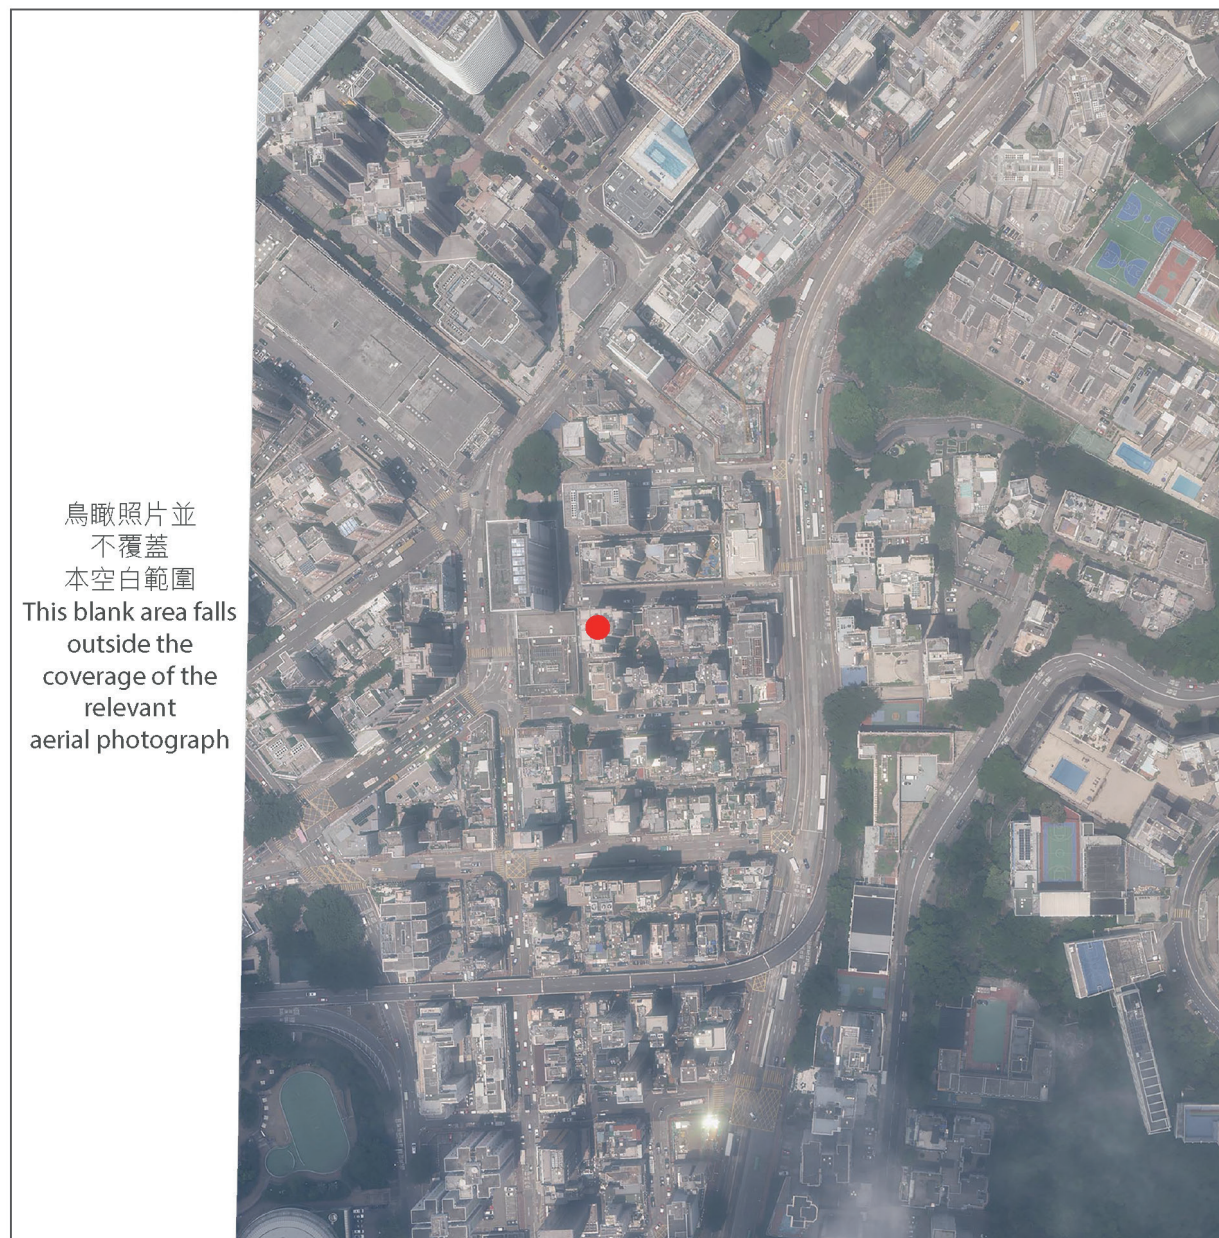 鳥瞰照片並
不覆蓋
本空白範圍
This blank area falls
outside the
coverage of the
relevant
aerial photograph